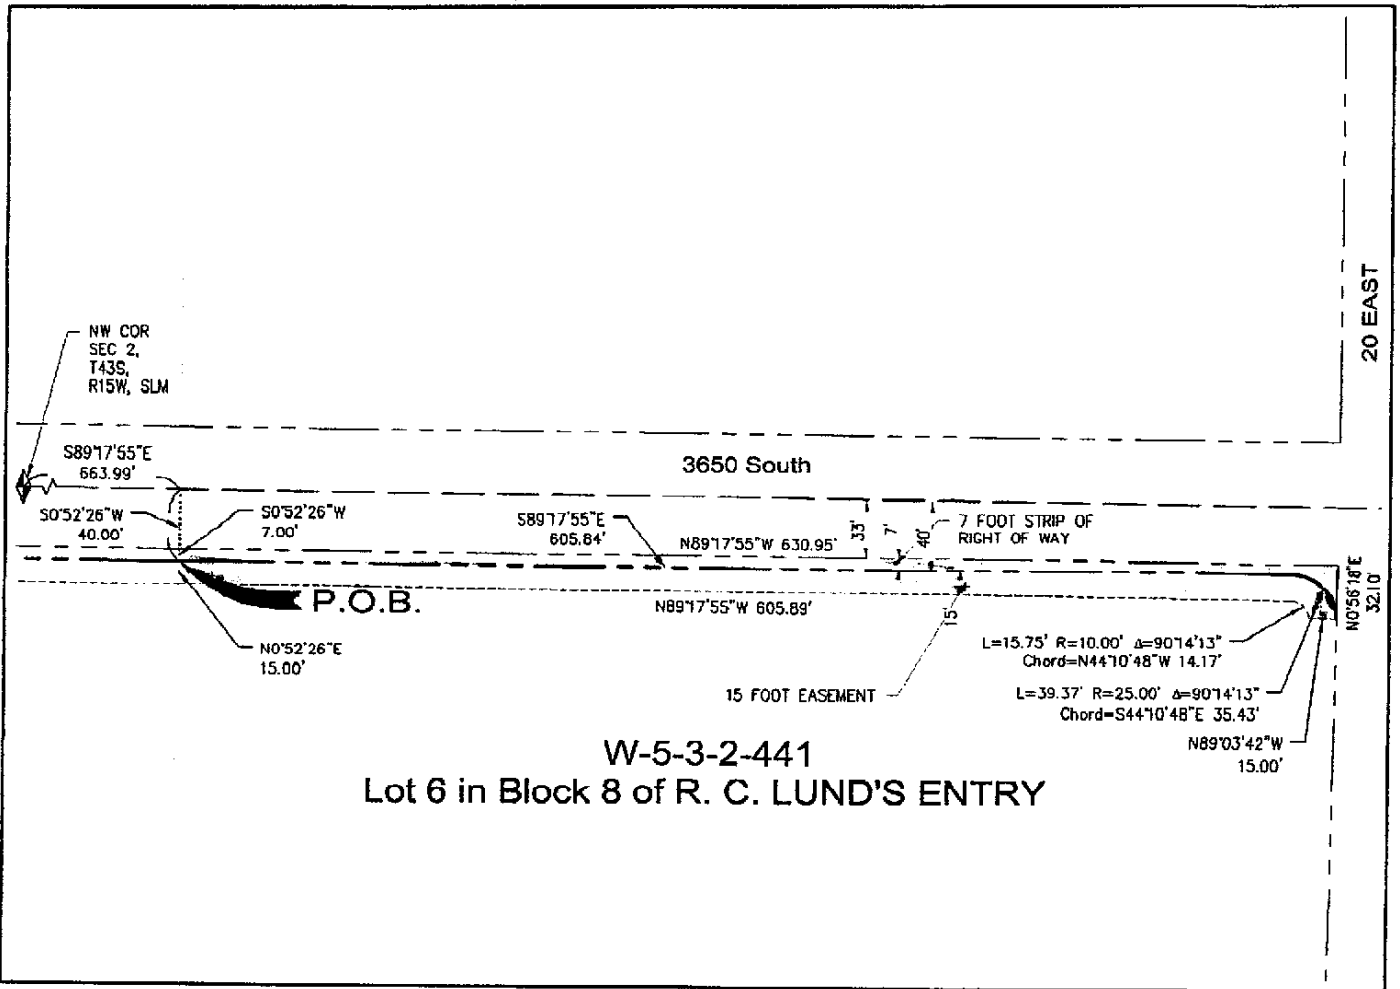 20 EAST
NW COR
SEC 2,
T43S,
R15W, SLM
S89°17'55"E
663.99'
3650 South
S0°52'26"W
40.00'
S0°52'26"W
7.00'
S89°17'55"E
605.84'
N89°17'55"W 630.95'
33'
7'
40'
7 FOOT STRIP OF
RIGHT OF WAY
P.O.B.
N89°17'55"W 605.89'
15'
N0°56'18"E
32.10'
N0°52'26"E
15.00'
L=15.75' R=10.00' Δ=90°14'13"
Chord=N44°10'48"W 14.17'
15 FOOT EASEMENT
L=39.37' R=25.00' Δ=90°14'13"
Chord=S44°10'48"E 35.43'
N89°03'42"W
15.00'
W-5-3-2-441
Lot 6 in Block 8 of R. C. LUND'S ENTRY